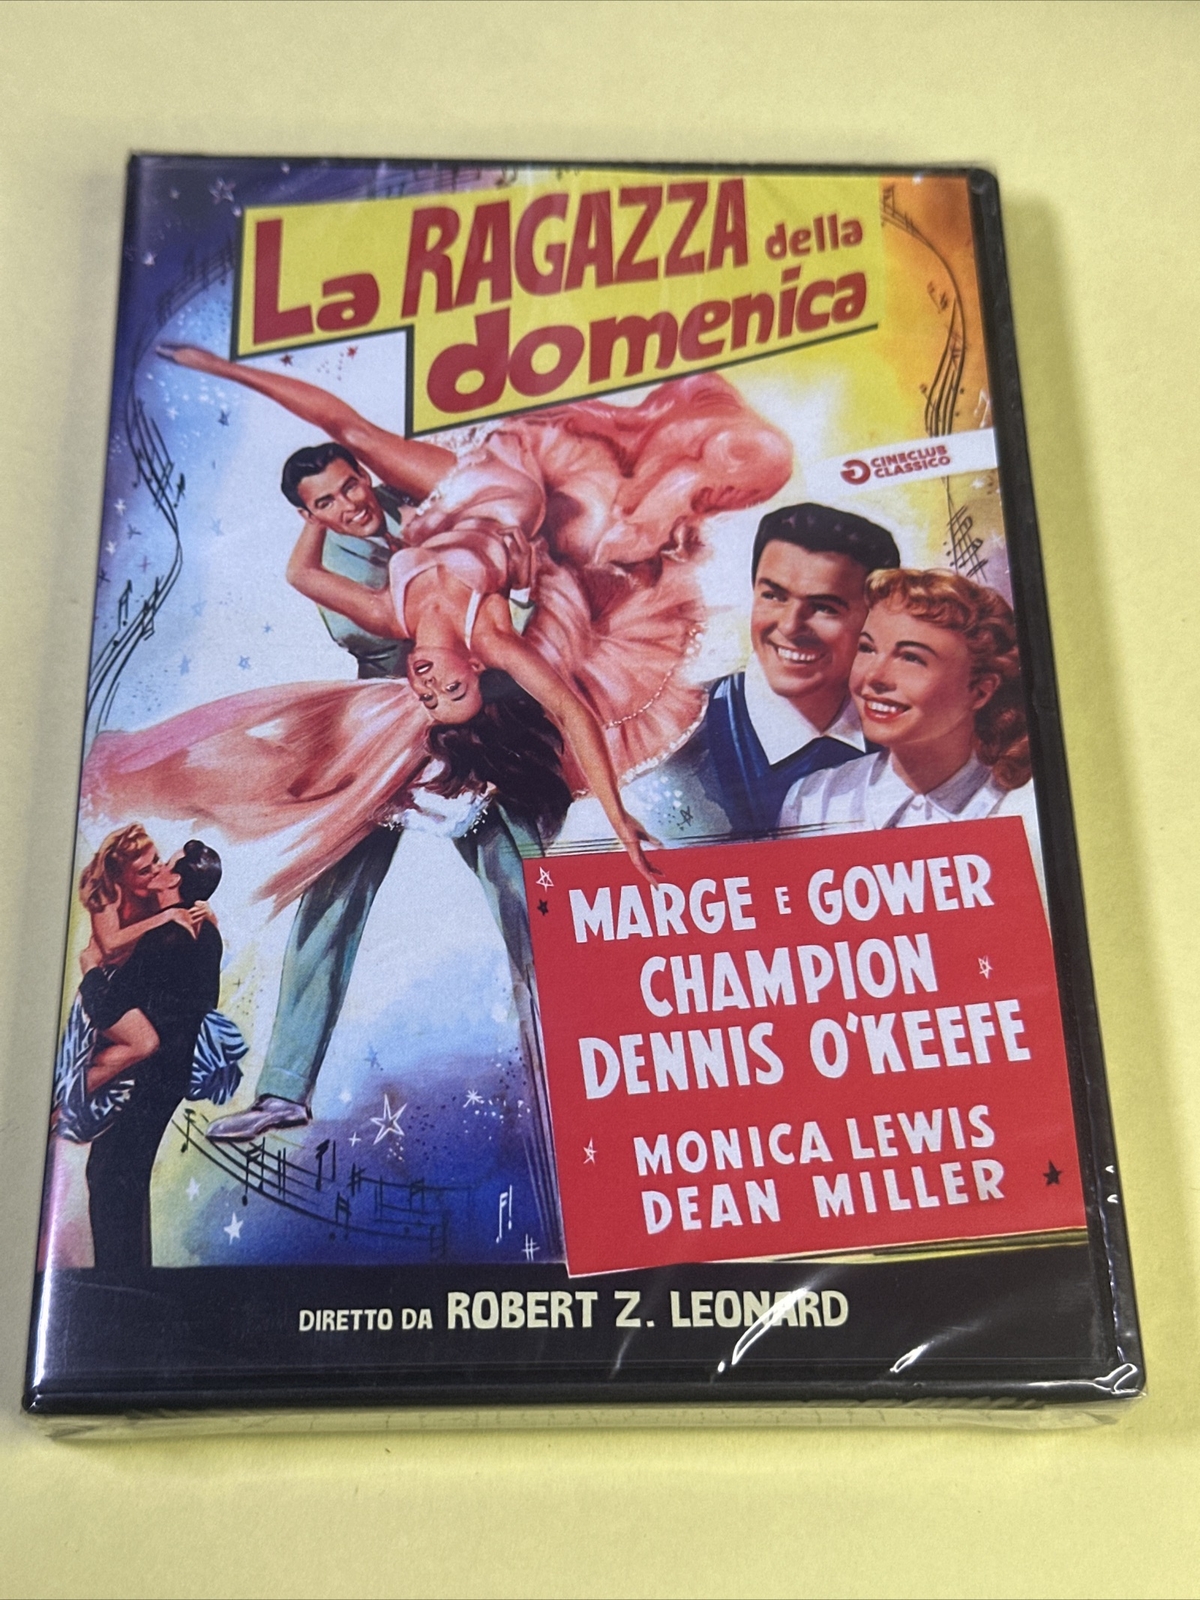 La RAGAZZA della
domenica
CINECLUB
CLASSICO
MARGE E GOWER
CHAMPION
DENNIS O'KEEFE
MONICA LEWIS
DEAN MILLER
DIRETTO DA ROBERT Z. LEONARD